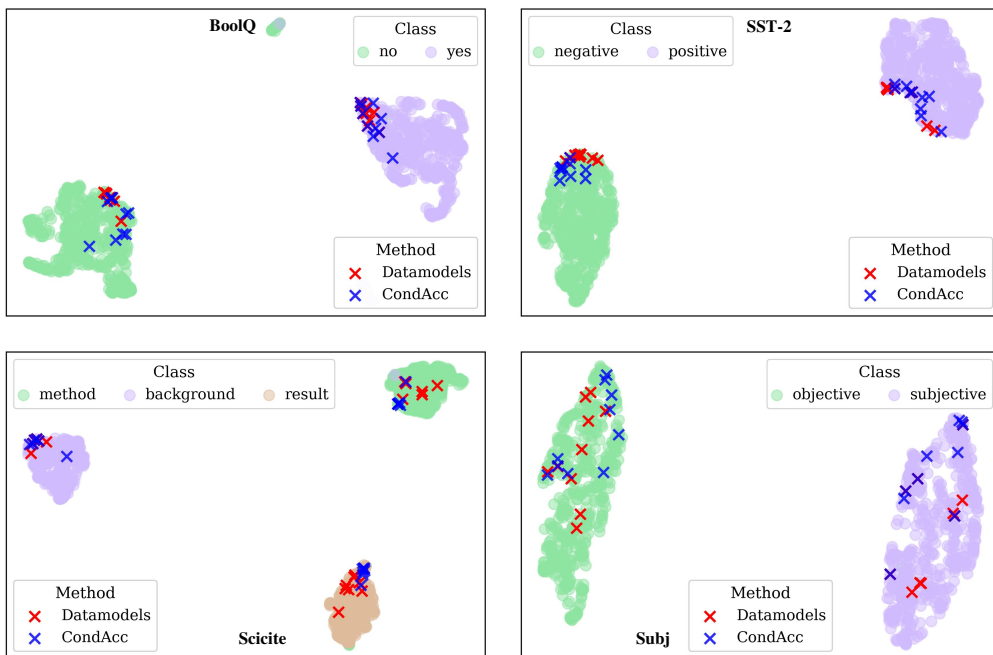 BoolQ
Class
no yes
Method
Datamodels
CondAcc
SST-2
Class
negative positive
Method
Datamodels
CondAcc
Class
method background result
Method
Datamodels
CondAcc
Scicite
Class
objective subjective
Method
Datamodels
CondAcc
Subj